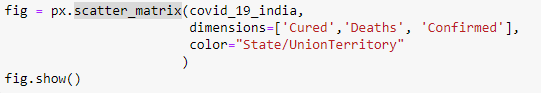 fig = px.scatter_matrix(covid_19_india,
dimensions=['Cured','Deaths', 'Confirmed'],
color="State/UnionTerritory"
)
fig.show()